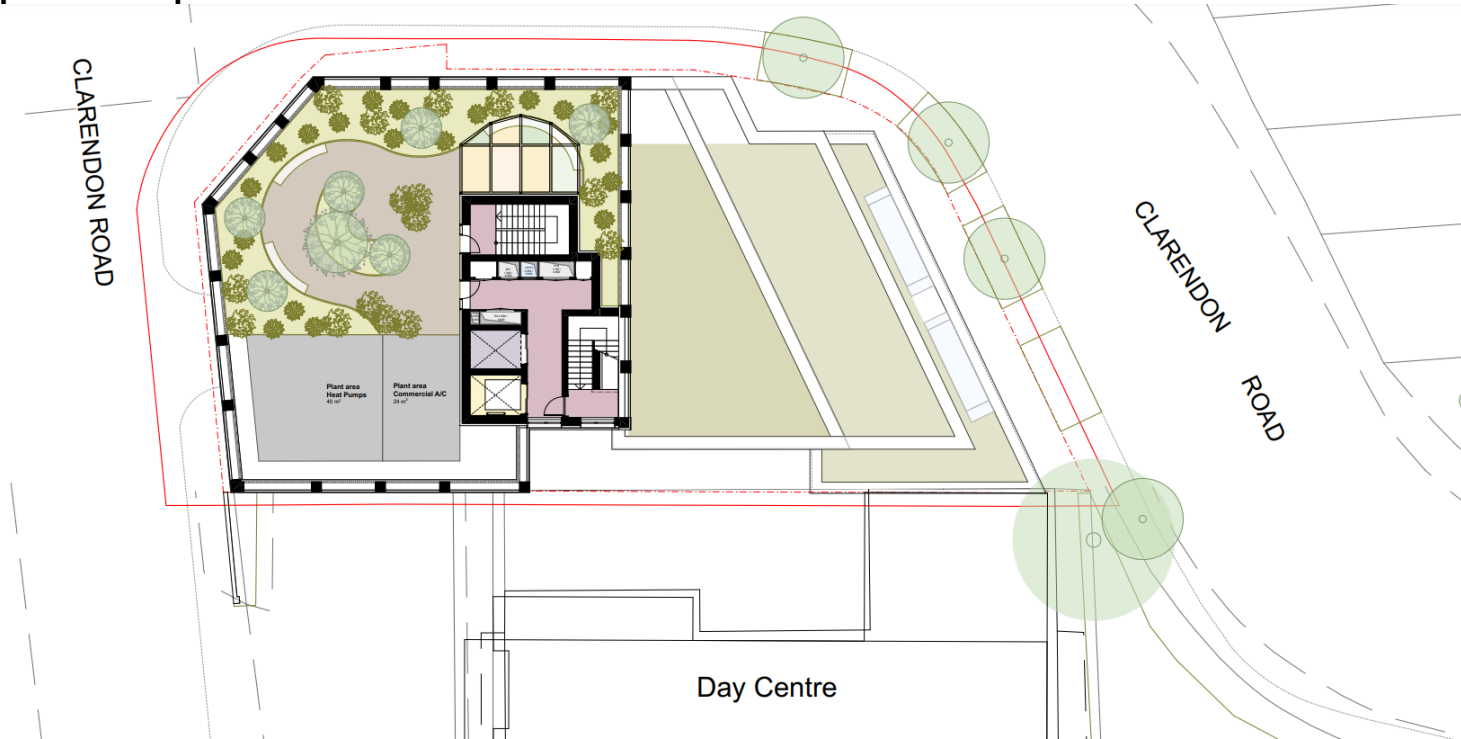 CLARENDON ROAD
CLARENDON
ROAD
Plant area
Heat Pumps
40 m²
Plant area
Commercial A/C
24 m²
Day Centre